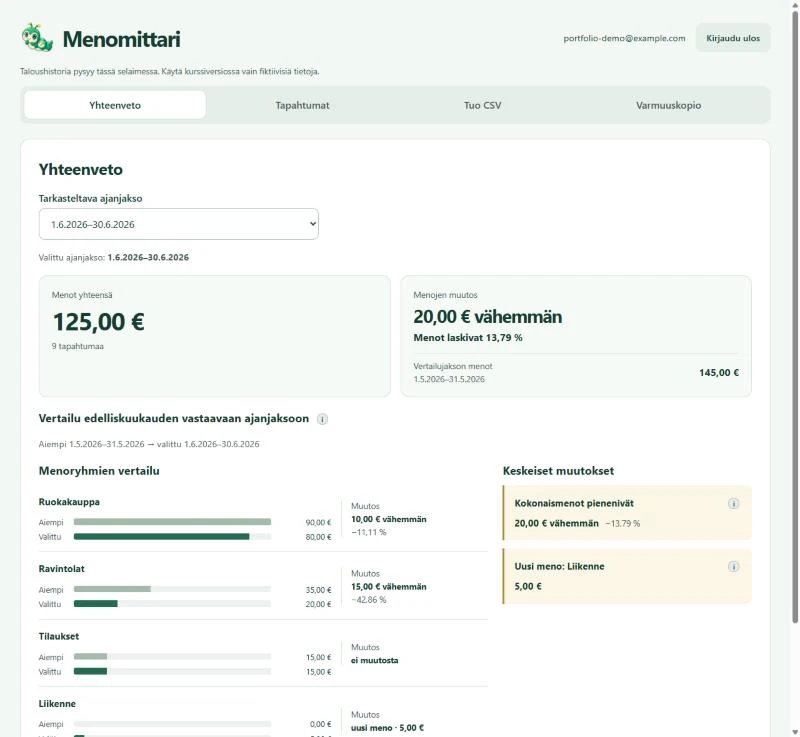 Menomittari
portfolio-demo@example.com
Kirjaudu ulos
Taloushistoria pysyy tässä selaimessa. Käytä kurssiversiossa vain fiktiivisiä tietoja.
Yhteenveto
Tapahtumat
Tuo CSV
Varmuuskopio
Yhteenveto
Tarkasteltava ajanjakso
1.6.2026–30.6.2026
Valittu ajanjakso: 1.6.2026–30.6.2026
Menot yhteensä
125,00 €
9 tapahtumaa
Menojen muutos
20,00 € vähemmän
Menot laskivat 13,79 %
Vertailujakson menot
1.5.2026–31.5.2026
145,00 €
Vertailu edelliskuukauden vastaavaan ajanjaksoon i
Aiempi 1.5.2026–31.5.2026 → valittu 1.6.2026–30.6.2026
Menoryhmien vertailu
Ruokakauppa
Aiempi 90,00 €
Valittu 80,00 €
Muutos
10,00 € vähemmän
−11,11 %
Ravintolat
Aiempi 35,00 €
Valittu 20,00 €
Muutos
15,00 € vähemmän
−42,86 %
Tilaukset
Aiempi 15,00 €
Valittu 15,00 €
Muutos
ei muutosta
Liikenne
Aiempi 0,00 €
Muutos
uusi meno · 5,00 €
Keskeiset muutokset
Kokonaismenot pienenivät i
20,00 € vähemmän −13.79 %
Uusi meno: Liikenne i
5,00 €